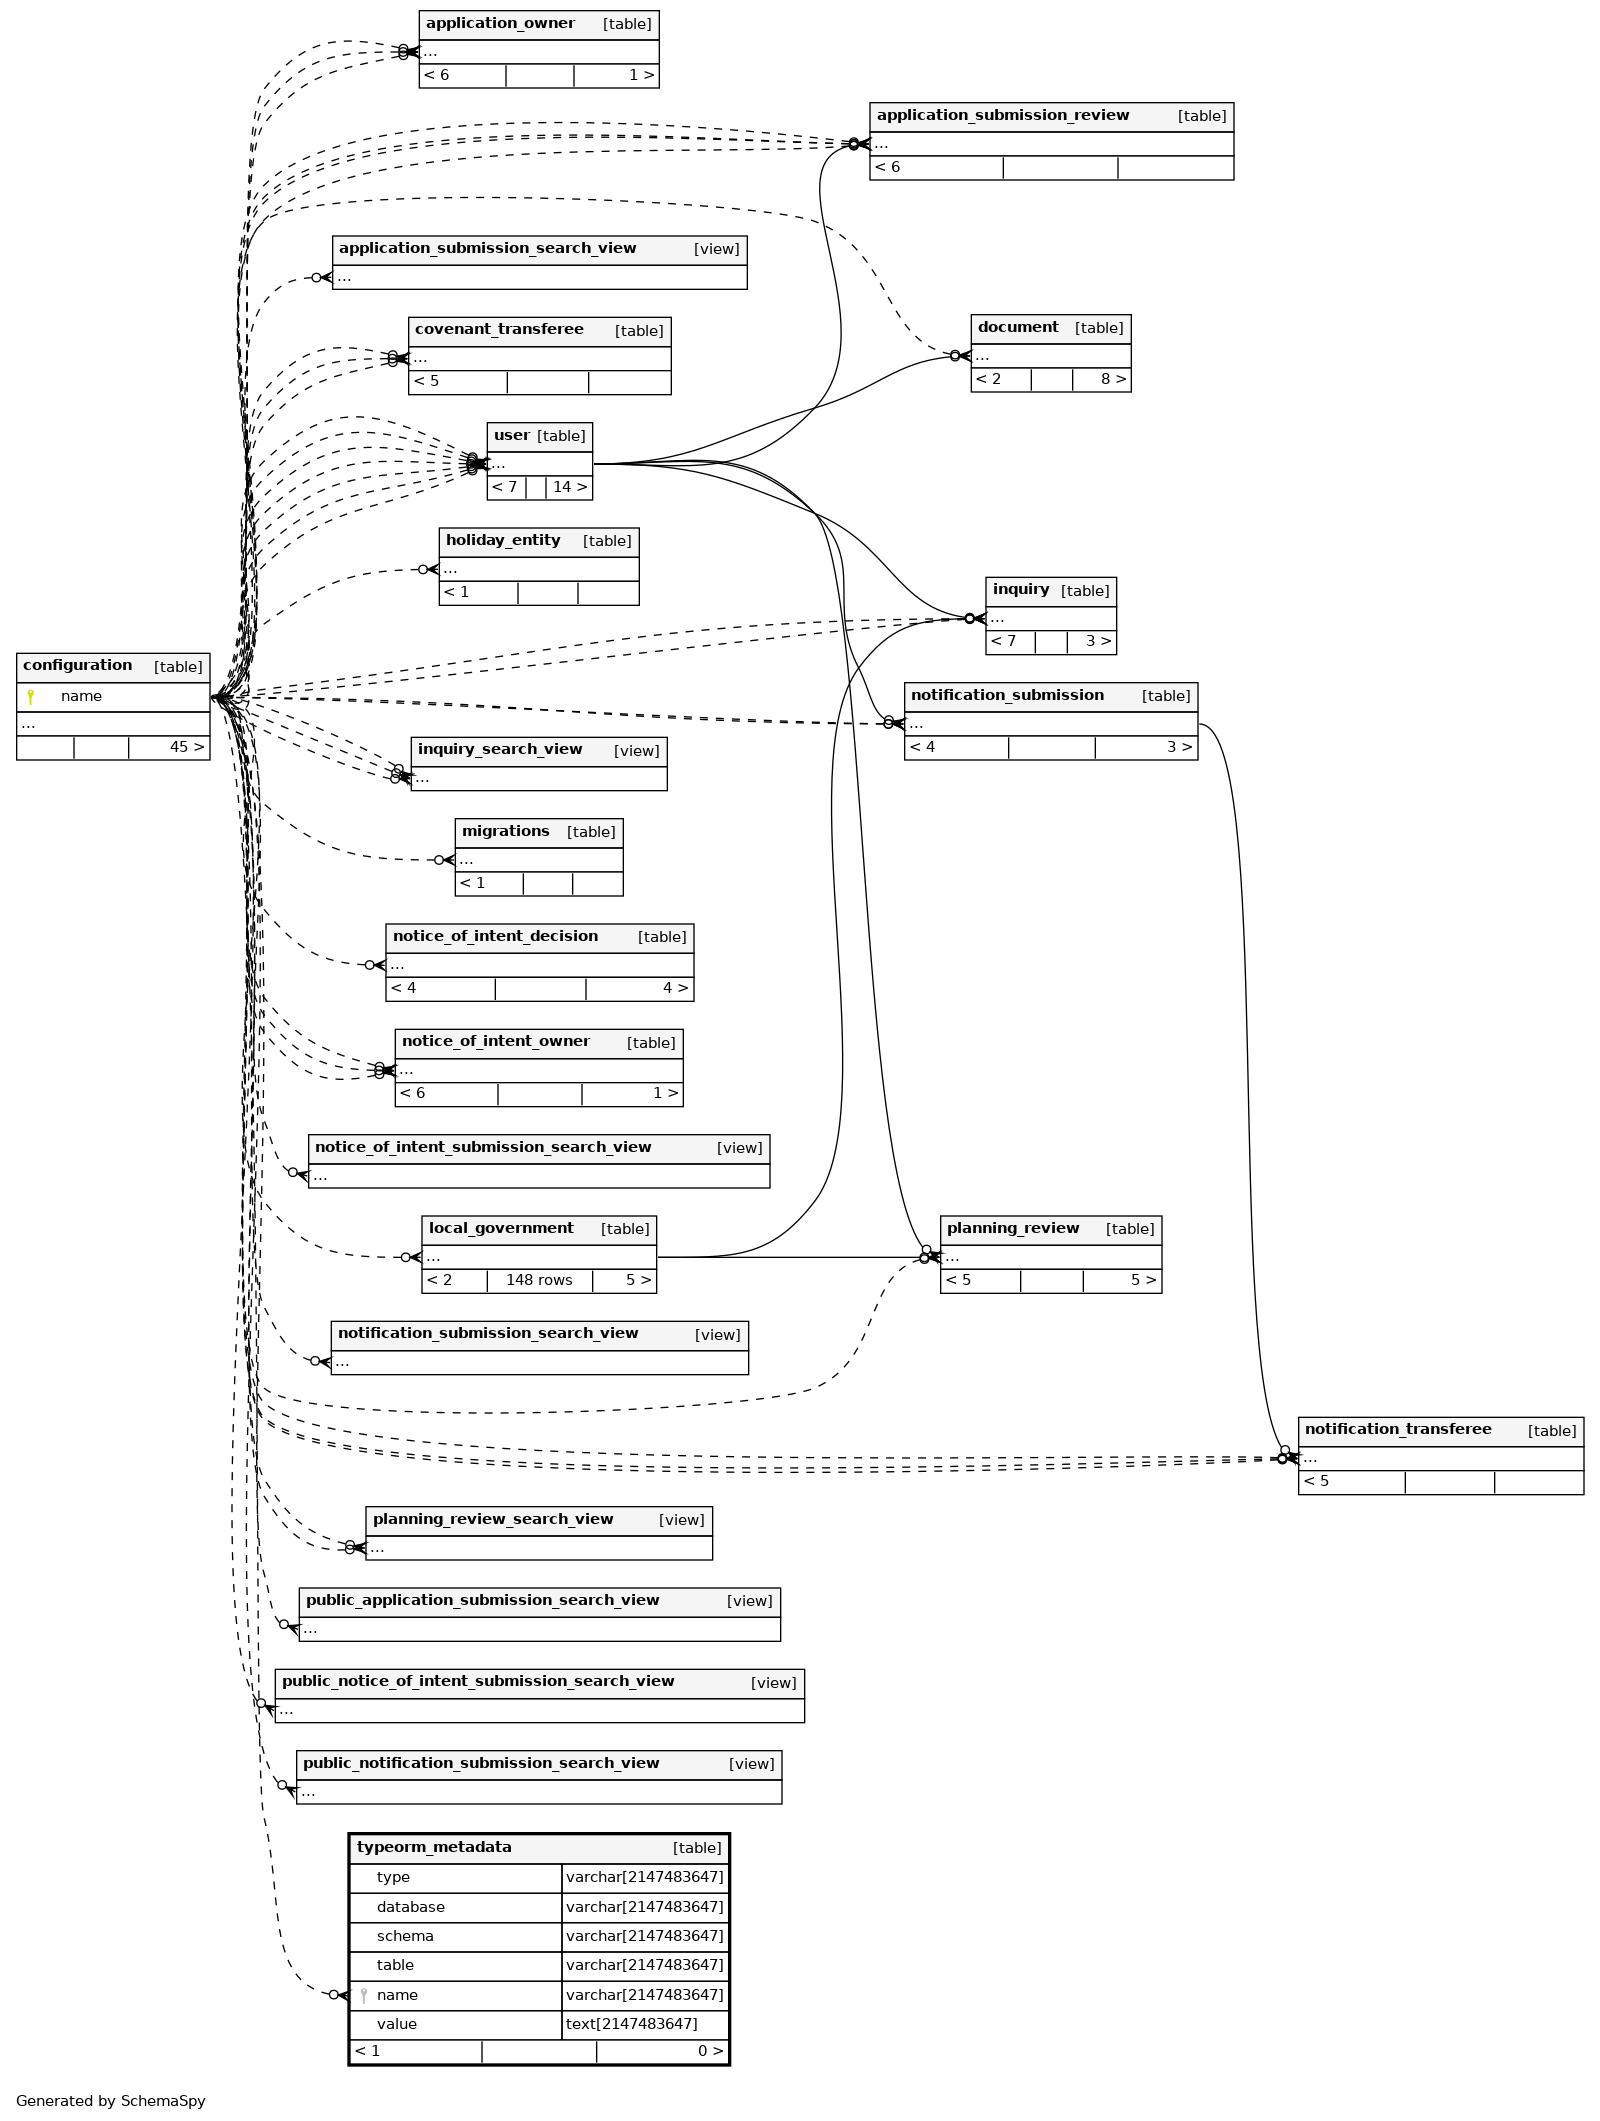 application_owner [table]
...
< 6 1 >
application_submission_review [table]
...
< 6
application_submission_search_view [view]
...
covenant_transferee [table]
...
< 5
document [table]
...
< 2 8 >
user [table]
...
< 7 14 >
holiday_entity [table]
...
< 1
inquiry [table]
...
< 7 3 >
configuration [table]
name
...
45 >
notification_submission [table]
...
< 4 3 >
inquiry_search_view [view]
...
migrations [table]
...
< 1
notice_of_intent_decision [table]
...
< 4 4 >
notice_of_intent_owner [table]
...
< 6 1 >
notice_of_intent_submission_search_view [view]
...
local_government [table]
...
< 2 148 rows 5 >
planning_review [table]
...
< 5 5 >
notification_submission_search_view [view]
...
notification_transferee [table]
...
< 5
planning_review_search_view [view]
...
public_application_submission_search_view [view]
...
public_notice_of_intent_submission_search_view [view]
...
public_notification_submission_search_view [view]
...
typeorm_metadata [table]
type varchar[2147483647]
database varchar[2147483647]
schema varchar[2147483647]
table varchar[2147483647]
name varchar[2147483647]
value text[2147483647]
< 1 0 >
Generated by SchemaSpy